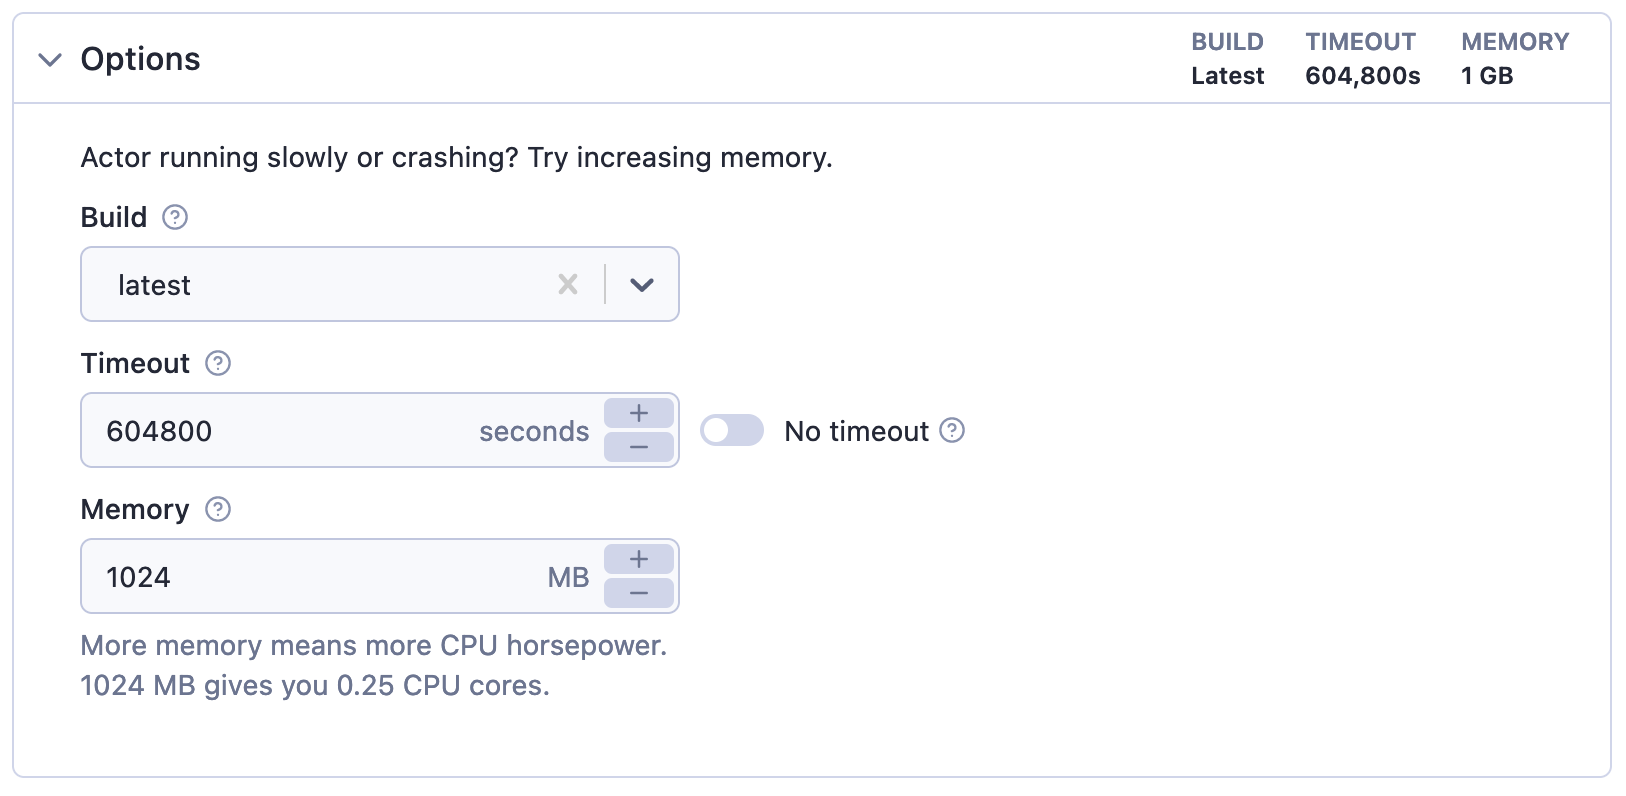 Options
BUILD TIMEOUT MEMORY
Latest 604,800s 1 GB
Actor running slowly or crashing? Try increasing memory.
Build
latest
Timeout
604800 seconds
No timeout
Memory
1024 MB
More memory means more CPU horsepower.
1024 MB gives you 0.25 CPU cores.